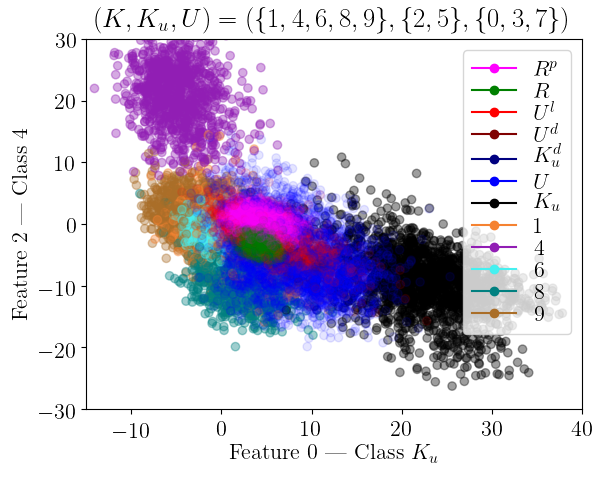 (K, K_u, U) = ({1, 4, 6, 8, 9}, {2, 5}, {0, 3, 7})
30
20
10
0
−10
−20
−30
Feature 2 — Class 4
R^p
R
U^l
U^d
K_u^d
U
K_u
1
4
6
8
9
−10
0
10
20
30
40
Feature 0 — Class K_u